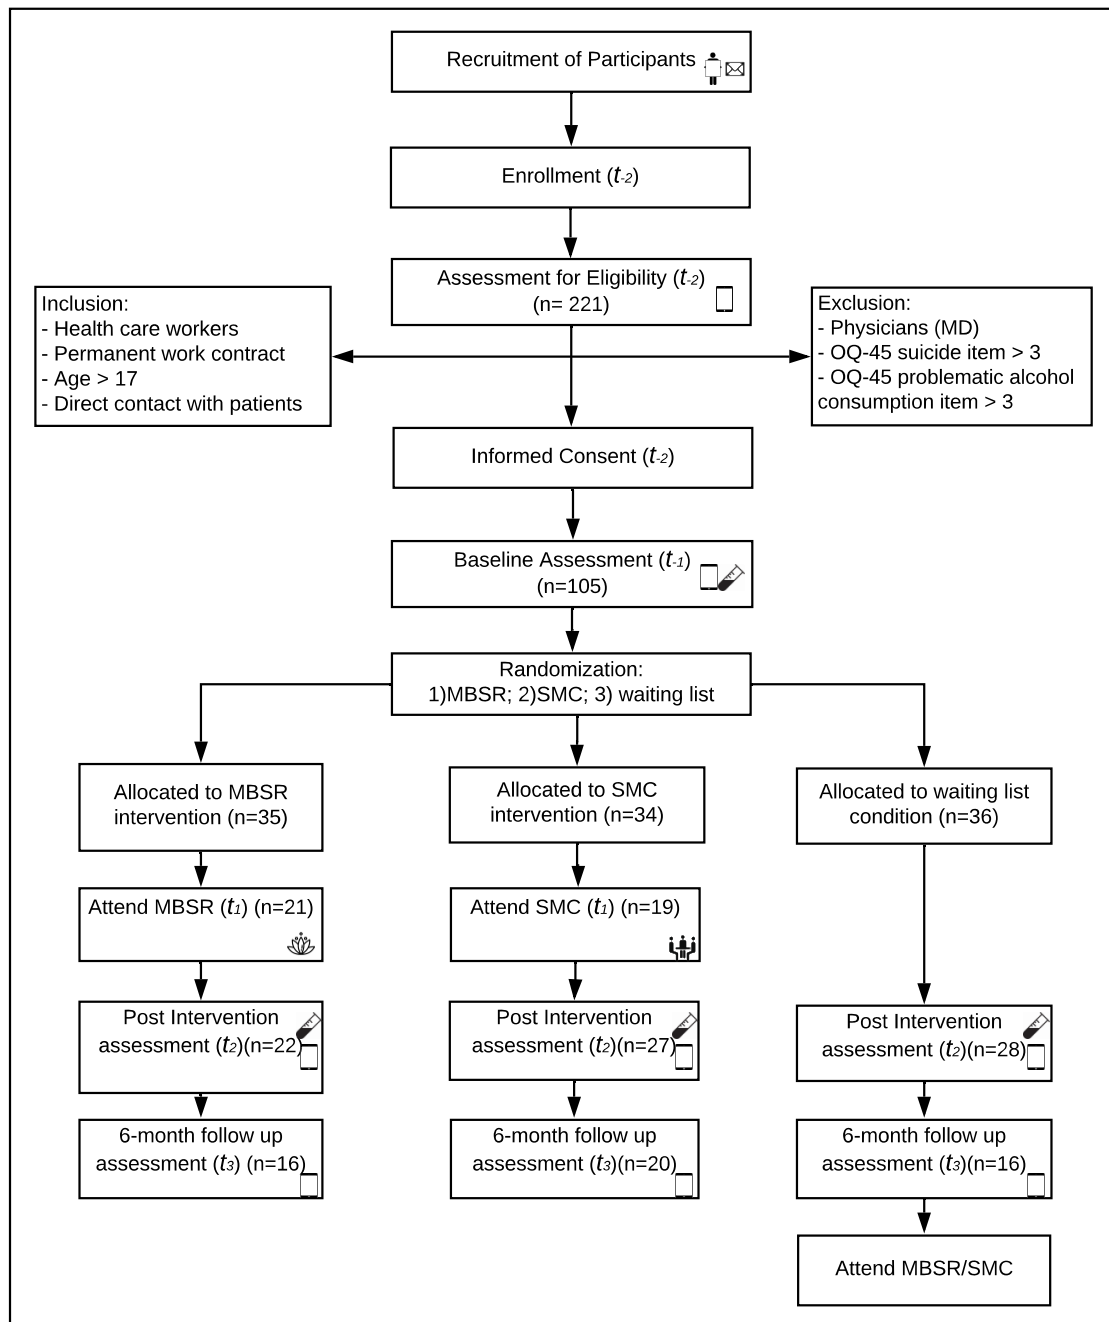 Recruitment of Participants
Enrollment (t-2)
Assessment for Eligibility (t-2)
(n= 221)
Inclusion:
- Health care workers
- Permanent work contract
- Age > 17
- Direct contact with patients
Exclusion:
- Physicians (MD)
- OQ-45 suicide item > 3
- OQ-45 problematic alcohol
consumption item > 3
Informed Consent (t-2)
Baseline Assessment (t-1)
(n=105)
Randomization:
1)MBSR; 2)SMC; 3) waiting list
Allocated to MBSR
intervention (n=35)
Allocated to SMC
intervention (n=34)
Allocated to waiting list
condition (n=36)
Attend MBSR (t1) (n=21)
Attend SMC (t1) (n=19)
Post Intervention
assessment (t2)(n=22)
Post Intervention
assessment (t2)(n=27)
Post Intervention
assessment (t2)(n=28)
6-month follow up
assessment (t3) (n=16)
6-month follow up
assessment (t3)(n=20)
6-month follow up
assessment (t3)(n=16)
Attend MBSR/SMC